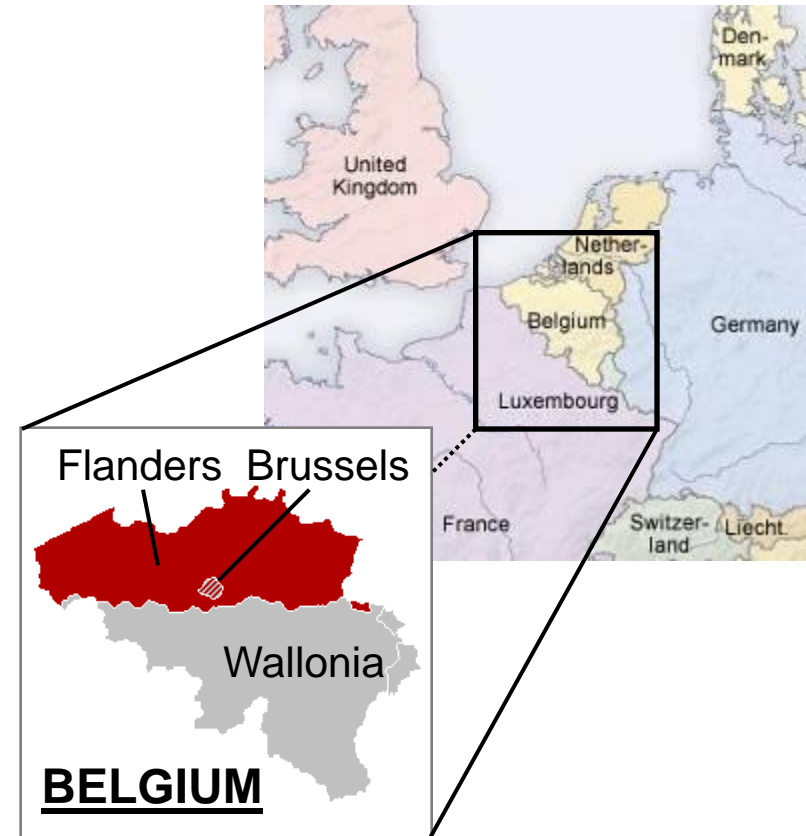 Den-
mark
United
Kingdom
Nether-
lands
Belgium
Germany
Luxembourg
France
Switzer-
land
Liecht.
Flanders Brussels
Wallonia
BELGIUM